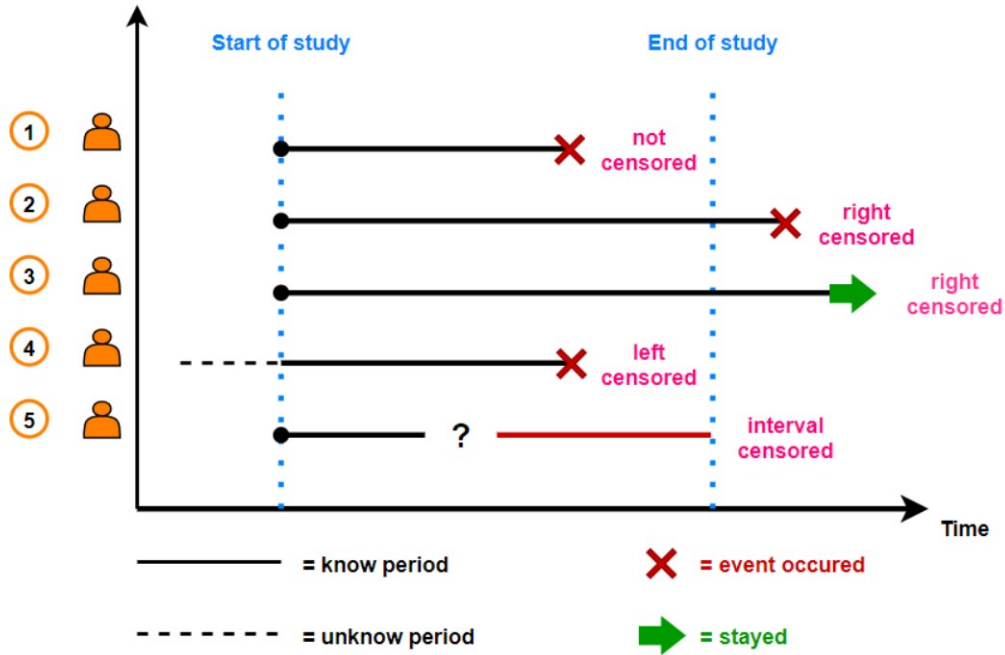 Start of study
End of study
1
not
censored
2
right
censored
3
right
censored
4
left
censored
5
?
interval
censored
Time
= know period
= event occured
= unknow period
= stayed